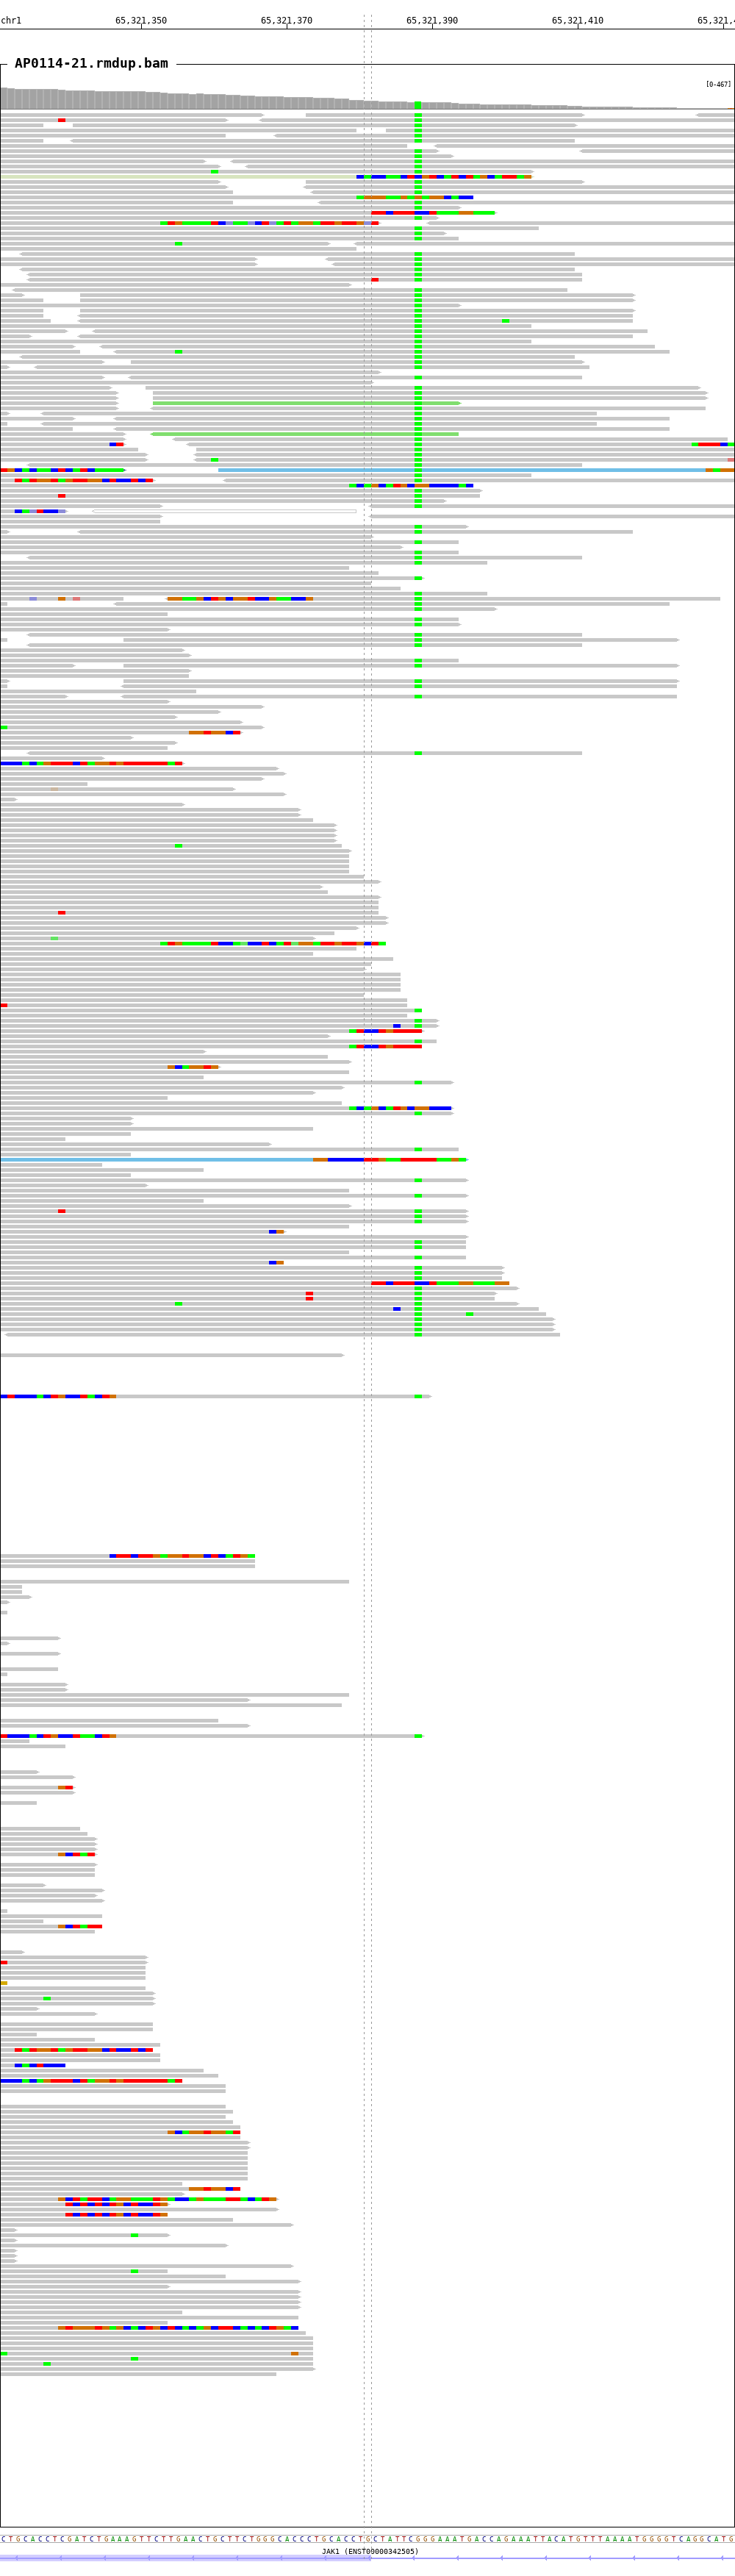 chr1 65,321,350 65,321,370 65,321,390 65,321,410 65,321,4
AP0114-21.rmdup.bam
[0-467]
CTGCACCTCGATCTGAAAGTTCTTGAACTGCTTCTGGGCACCCTGCACCTGCTATTCGGGAAATGACCAGAAATTACATGTTTAAAATGGGGTCAGGCATG
JAK1 (ENST00000342505)